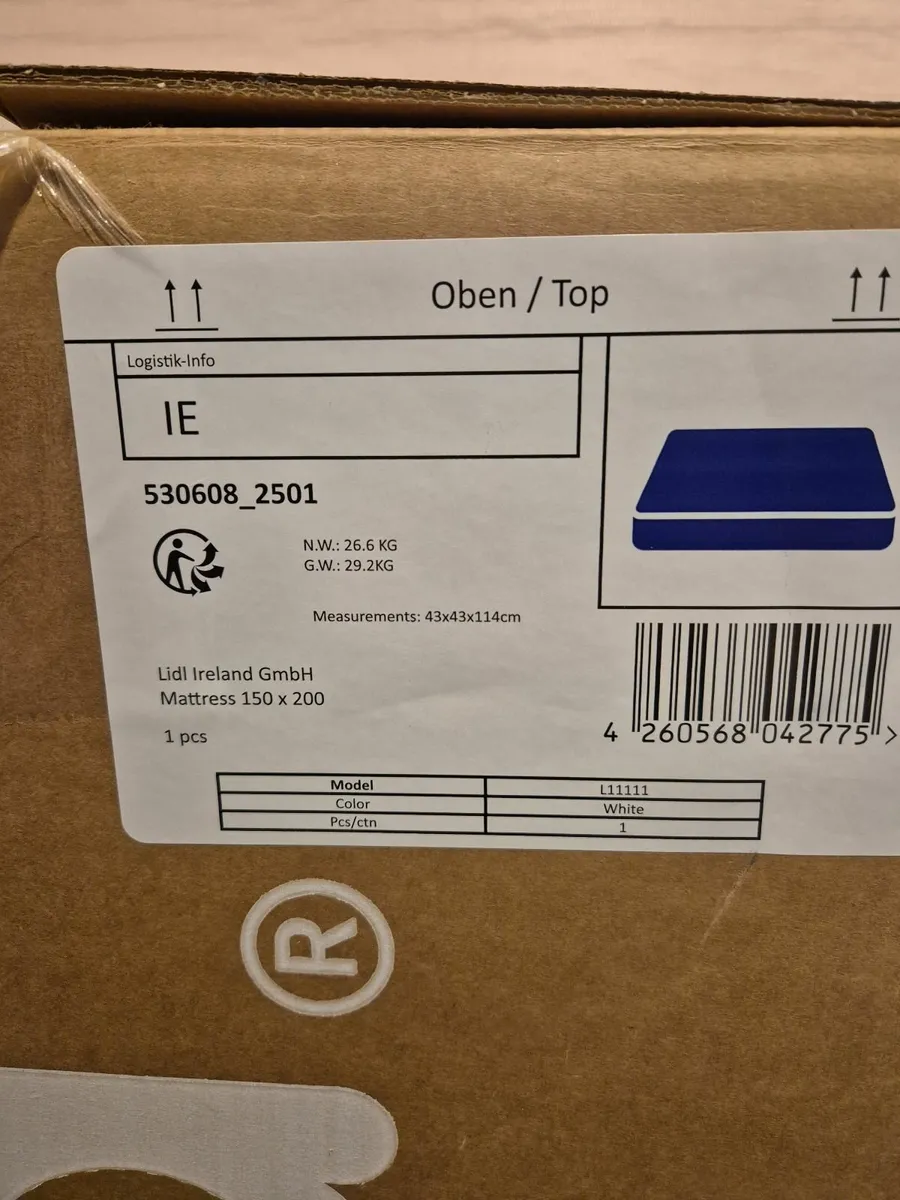 Oben / Top
Logistik-Info
IE
530608_2501
N.W.: 26.6 KG
G.W.: 29.2KG
Measurements: 43x43x114cm
Lidl Ireland GmbH
Mattress 150 x 200
1 pcs
4 260568 042775 >
Model L11111
Color White
Pcs/ctn 1
®